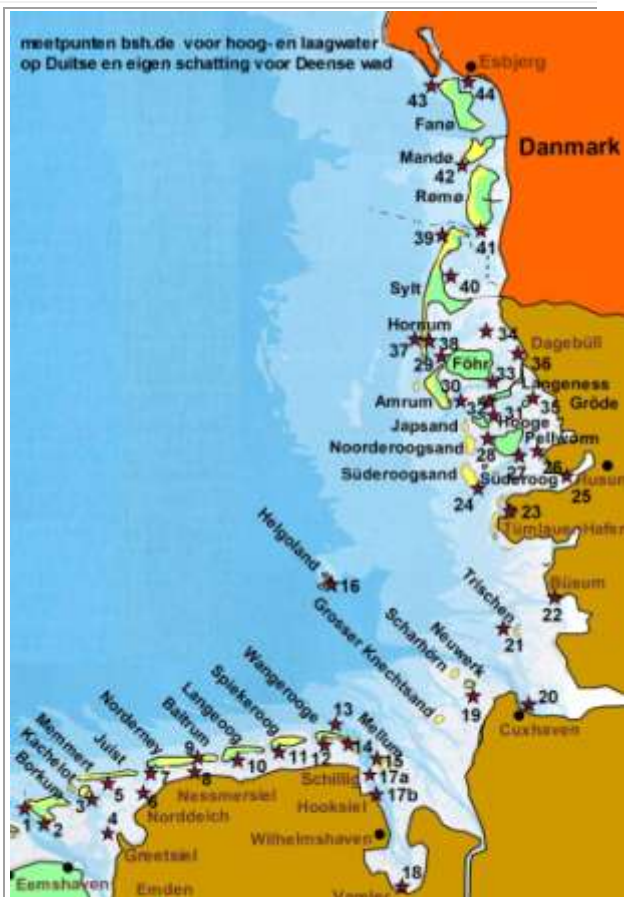 meetpunten bsh.de voor hoog- en laagwater
op Duitse en eigen schatting voor Deense wad
Esbjerg
43
44
Fanø
Danmark
Mandø
42
Rømø
39
41
40
Sylt
Hornum
38
34
37
29
Dagebüll
36
Föhr
33
30
Langeness
35
Amrum
32
31
Gröde
Hooge
Japsand
28
Pellworm
Noorderoogsand
27
26
Süderoogsand
Süderoog
Husum
24
25
23
Tümlauer Hafen
Helgoland
16
Büsum
22
Trischen
21
Scharhörn
Neuwerk
Grosser Knechtsand
19
20
Cuxhaven
Wangerooge
13
Spiekeroog
Langeoog
Mellum
Baltrum
Norderney
Juist
Memmert
Kachelot
Borkum
14
15
12
11
10
9
8
7
6
5
4
3
2
1
17a
17b
Schillig
Hooksiel
Nessmersiel
Norddeich
Wilhelmshaven
Greetsiel
18
Eemshaven
Emden